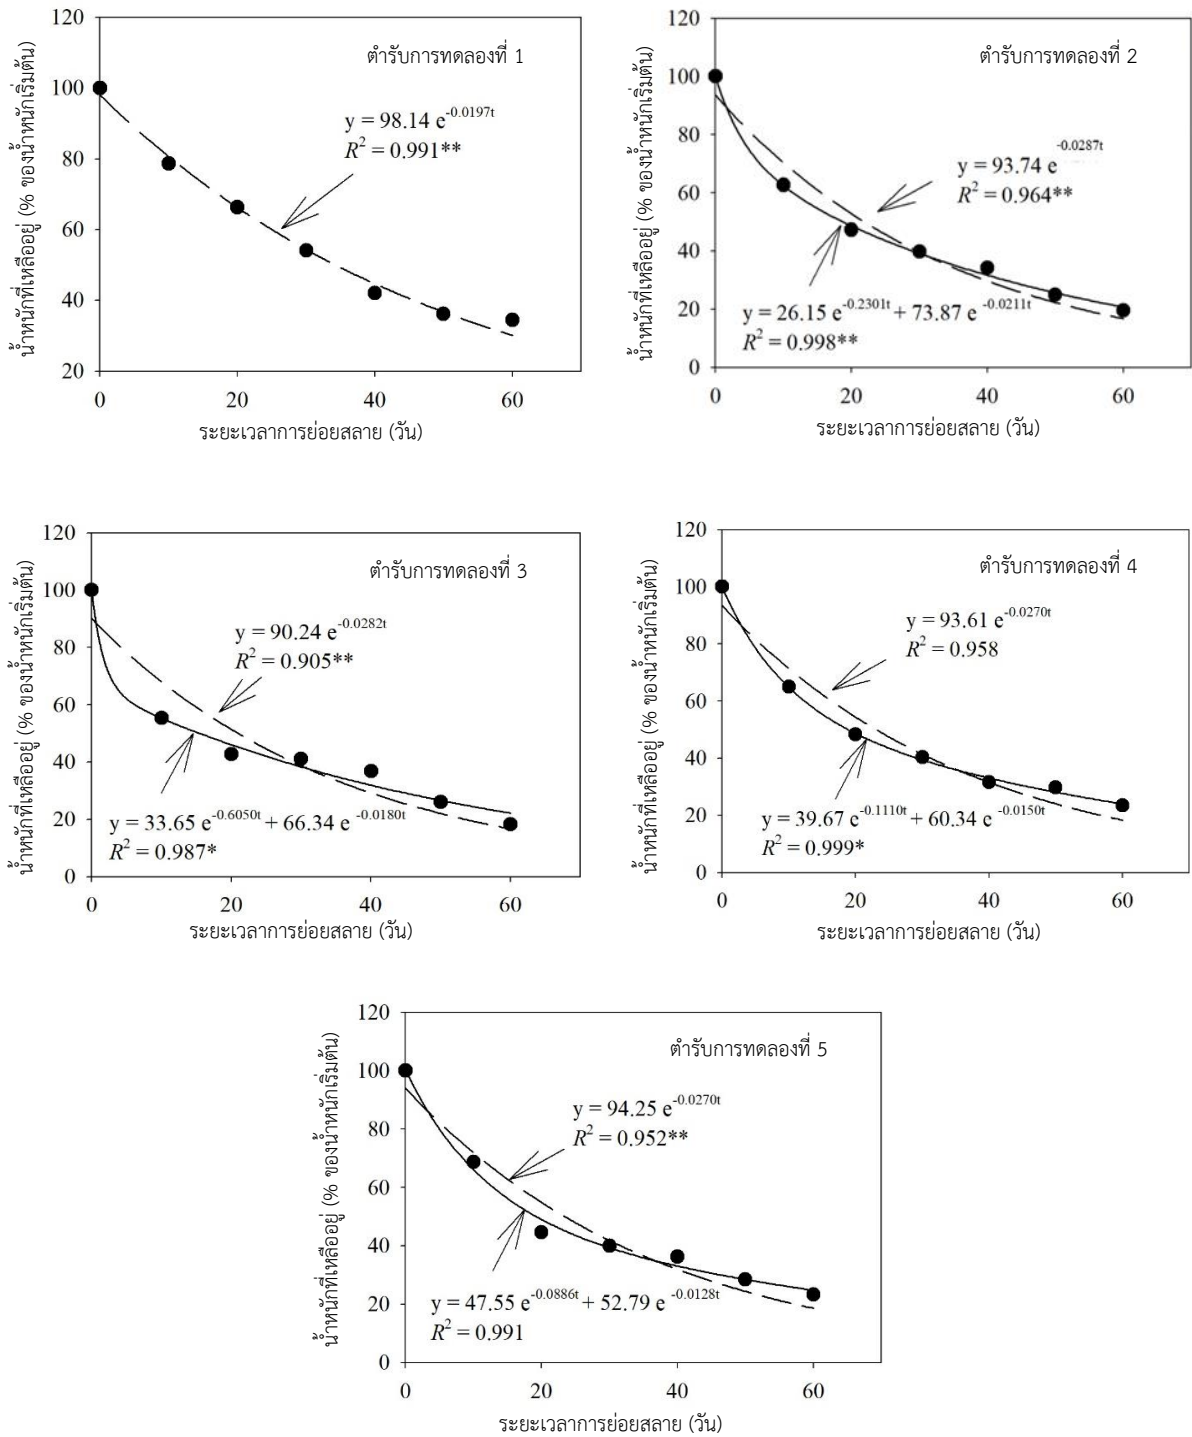 120
100
80
60
40
20
0
20
40
60
น้ำหนักที่เหลืออยู่ (% ของน้ำหนักเริ่มต้น)
ตำรับการทดลองที่ 1
y = 98.14 e^-0.0197t
R² = 0.991**
ระยะเวลาการย่อยสลาย (วัน)
120
100
80
60
40
20
0
0
20
40
60
น้ำหนักที่เหลืออยู่ (% ของน้ำหนักเริ่มต้น)
ตำรับการทดลองที่ 2
y = 93.74 e^-0.0287t
R² = 0.964**
y = 26.15 e^-0.2301t + 73.87 e^-0.0211t
R² = 0.998**
ระยะเวลาการย่อยสลาย (วัน)
120
100
80
60
40
20
0
0
20
40
60
น้ำหนักที่เหลืออยู่ (% ของน้ำหนักเริ่มต้น)
ตำรับการทดลองที่ 3
y = 90.24 e^-0.0282t
R² = 0.905**
y = 33.65 e^-0.6050t + 66.34 e^-0.0180t
R² = 0.987*
ระยะเวลาการย่อยสลาย (วัน)
120
100
80
60
40
20
0
0
20
40
60
น้ำหนักที่เหลืออยู่ (% ของน้ำหนักเริ่มต้น)
ตำรับการทดลองที่ 4
y = 93.61 e^-0.0270t
R² = 0.958
y = 39.67 e^-0.1110t + 60.34 e^-0.0150t
R² = 0.999*
ระยะเวลาการย่อยสลาย (วัน)
120
100
80
60
40
20
0
0
20
40
60
น้ำหนักที่เหลืออยู่ (% ของน้ำหนักเริ่มต้น)
ตำรับการทดลองที่ 5
y = 94.25 e^-0.0270t
R² = 0.952**
y = 47.55 e^-0.0886t + 52.79 e^-0.0128t
R² = 0.991
ระยะเวลาการย่อยสลาย (วัน)